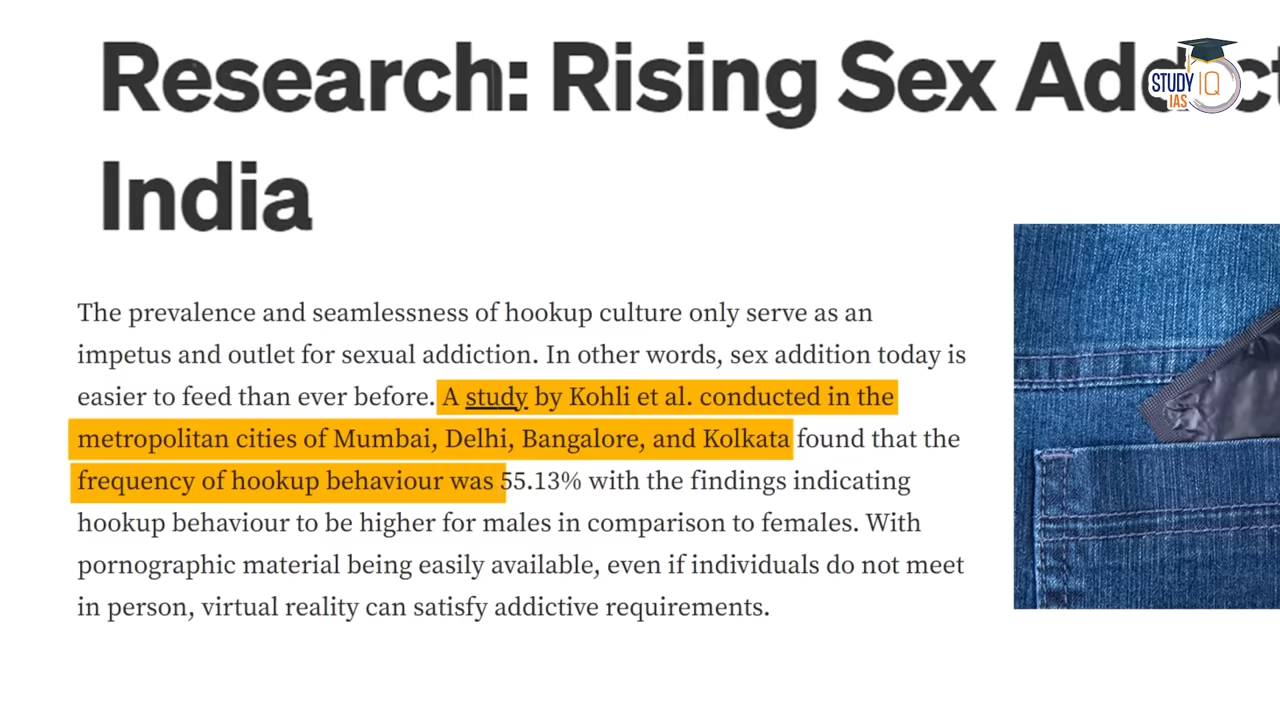 Research: Rising Sex
India
STUDY IQ
IAS
The prevalence and seamlessness of hookup culture only serve as an
impetus and outlet for sexual addiction. In other words, sex addition today is
easier to feed than ever before. A study by Kohli et al. conducted in the
metropolitan cities of Mumbai, Delhi, Bangalore, and Kolkata found that the
frequency of hookup behaviour was 55.13% with the findings indicating
hookup behaviour to be higher for males in comparison to females. With
pornographic material being easily available, even if individuals do not meet
in person, virtual reality can satisfy addictive requirements.